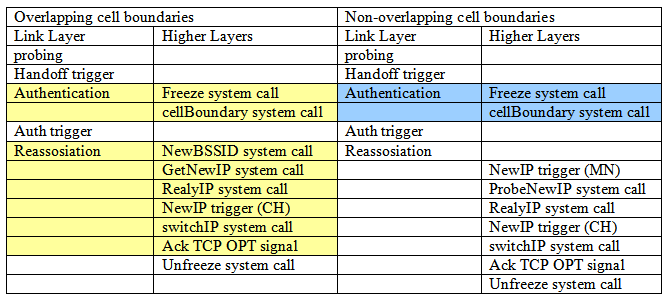 Overlapping cell boundaries Non-overlapping cell boundaries
Link Layer Higher Layers Link Layer Higher Layers
probing probing
Handoff trigger Handoff trigger
Authentication Freeze system call Authentication Freeze system call
cellBoundary system call cellBoundary system call
Auth trigger Auth trigger
Reassosiation NewBSSID system call Reassosiation
GetNewIP system call NewIP trigger (MN)
RealyIP system call ProbeNewIP system call
NewIP trigger (CH) RealyIP system call
switchIP system call NewIP trigger (CH)
Ack TCP OPT signal switchIP system call
Unfreeze system call Ack TCP OPT signal
Unfreeze system call